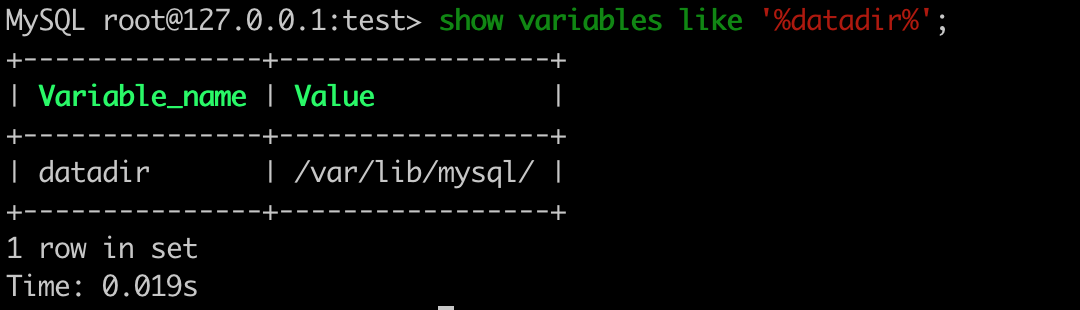 MySQL root@127.0.0.1:test> show variables like '%datadir%';
+---------------+-----------------+
| Variable_name | Value           |
+---------------+-----------------+
| datadir       | /var/lib/mysql/ |
+---------------+-----------------+
1 row in set
Time: 0.019s